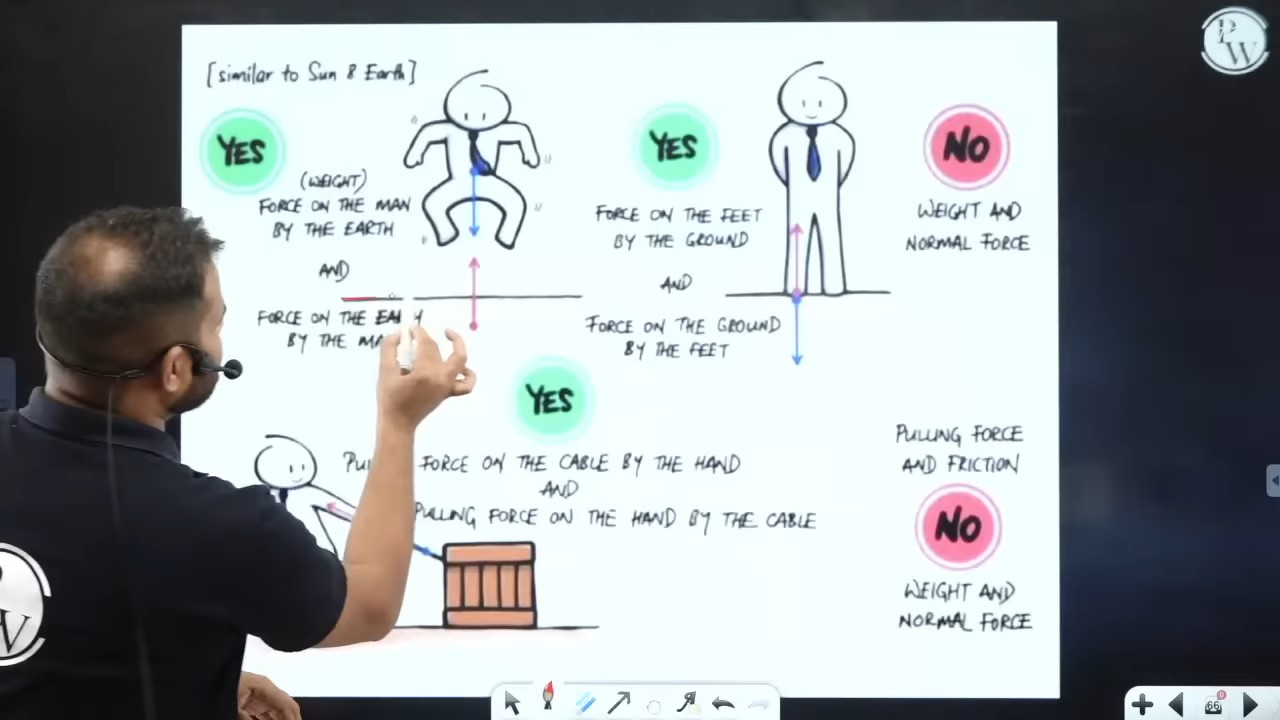 [similar to Sun & Earth]
YES
(WEIGHT)
FORCE ON THE MAN
BY THE EARTH
AND
FORCE ON THE
BY THE
YES
FORCE ON THE FEET
BY THE GROUND
AND
FORCE ON THE GROUND
BY THE FEET
NO
WEIGHT AND
NORMAL FORCE
YES
FORCE ON THE CABLE BY THE HAND
AND
PULLING FORCE ON THE HAND BY THE CABLE
PULLING FORCE
AND FRICTION
NO
WEIGHT AND
NORMAL FORCE
PW
66